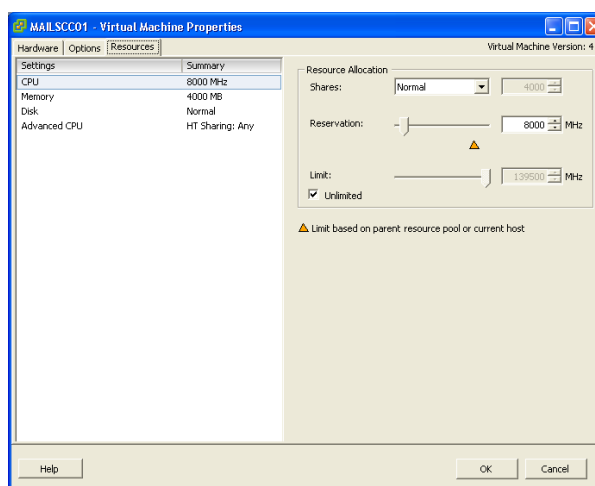 MAILSCC01 - Virtual Machine Properties
Hardware Options Resources Virtual Machine Version: 4
Settings Summary
CPU 8000 MHz
Memory 4000 MB
Disk Normal
Advanced CPU HT Sharing: Any
Resource Allocation
Shares: Normal 4000
Reservation: 8000 MHz
Limit: 139500 MHz
Unlimited
Limit based on parent resource pool or current host
Help OK Cancel